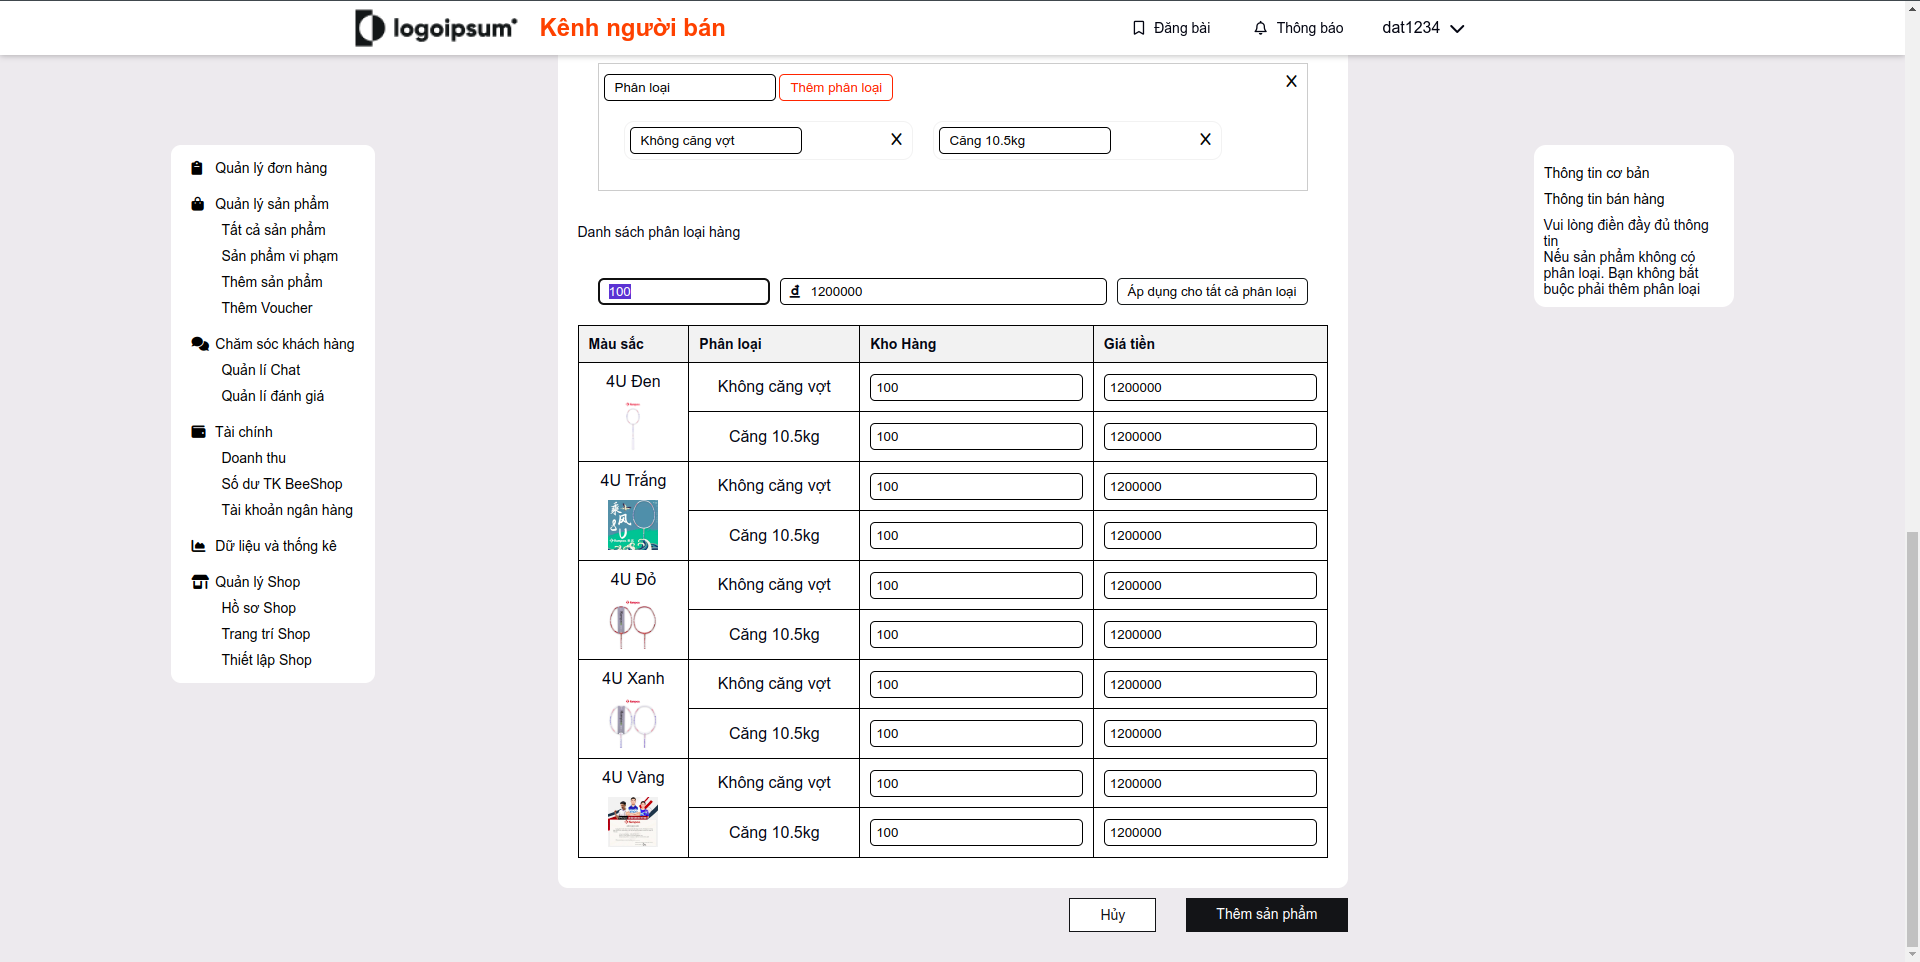 logoipsum Kênh người bán Đăng bài Thông báo dat1234
Phân loại Thêm phân loại X
Không căng vợt X Căng 10.5kg X
Danh sách phân loại hàng
100 đ 1200000 Áp dụng cho tất cả phân loại
Màu sắc Phân loại Kho Hàng Giá tiền
4U Đen Không căng vợt 100 1200000
Căng 10.5kg 100 1200000
4U Trắng Không căng vợt 100 1200000
Căng 10.5kg 100 1200000
4U Đỏ Không căng vợt 100 1200000
Căng 10.5kg 100 1200000
4U Xanh Không căng vợt 100 1200000
Căng 10.5kg 100 1200000
4U Vàng Không căng vợt 100 1200000
Căng 10.5kg 100 1200000
Hủy Thêm sản phẩm
Quản lý đơn hàng
Quản lý sản phẩm
Tất cả sản phẩm
Sản phẩm vi phạm
Thêm sản phẩm
Thêm Voucher
Chăm sóc khách hàng
Quản lí Chat
Quản lí đánh giá
Tài chính
Doanh thu
Số dư TK BeeShop
Tài khoản ngân hàng
Dữ liệu và thống kê
Quản lý Shop
Hồ sơ Shop
Trang trí Shop
Thiết lập Shop
Thông tin cơ bản
Thông tin bán hàng
Vui lòng điền đầy đủ thông
tin
Nếu sản phẩm không có
phân loại. Bạn không bắt
buộc phải thêm phân loại